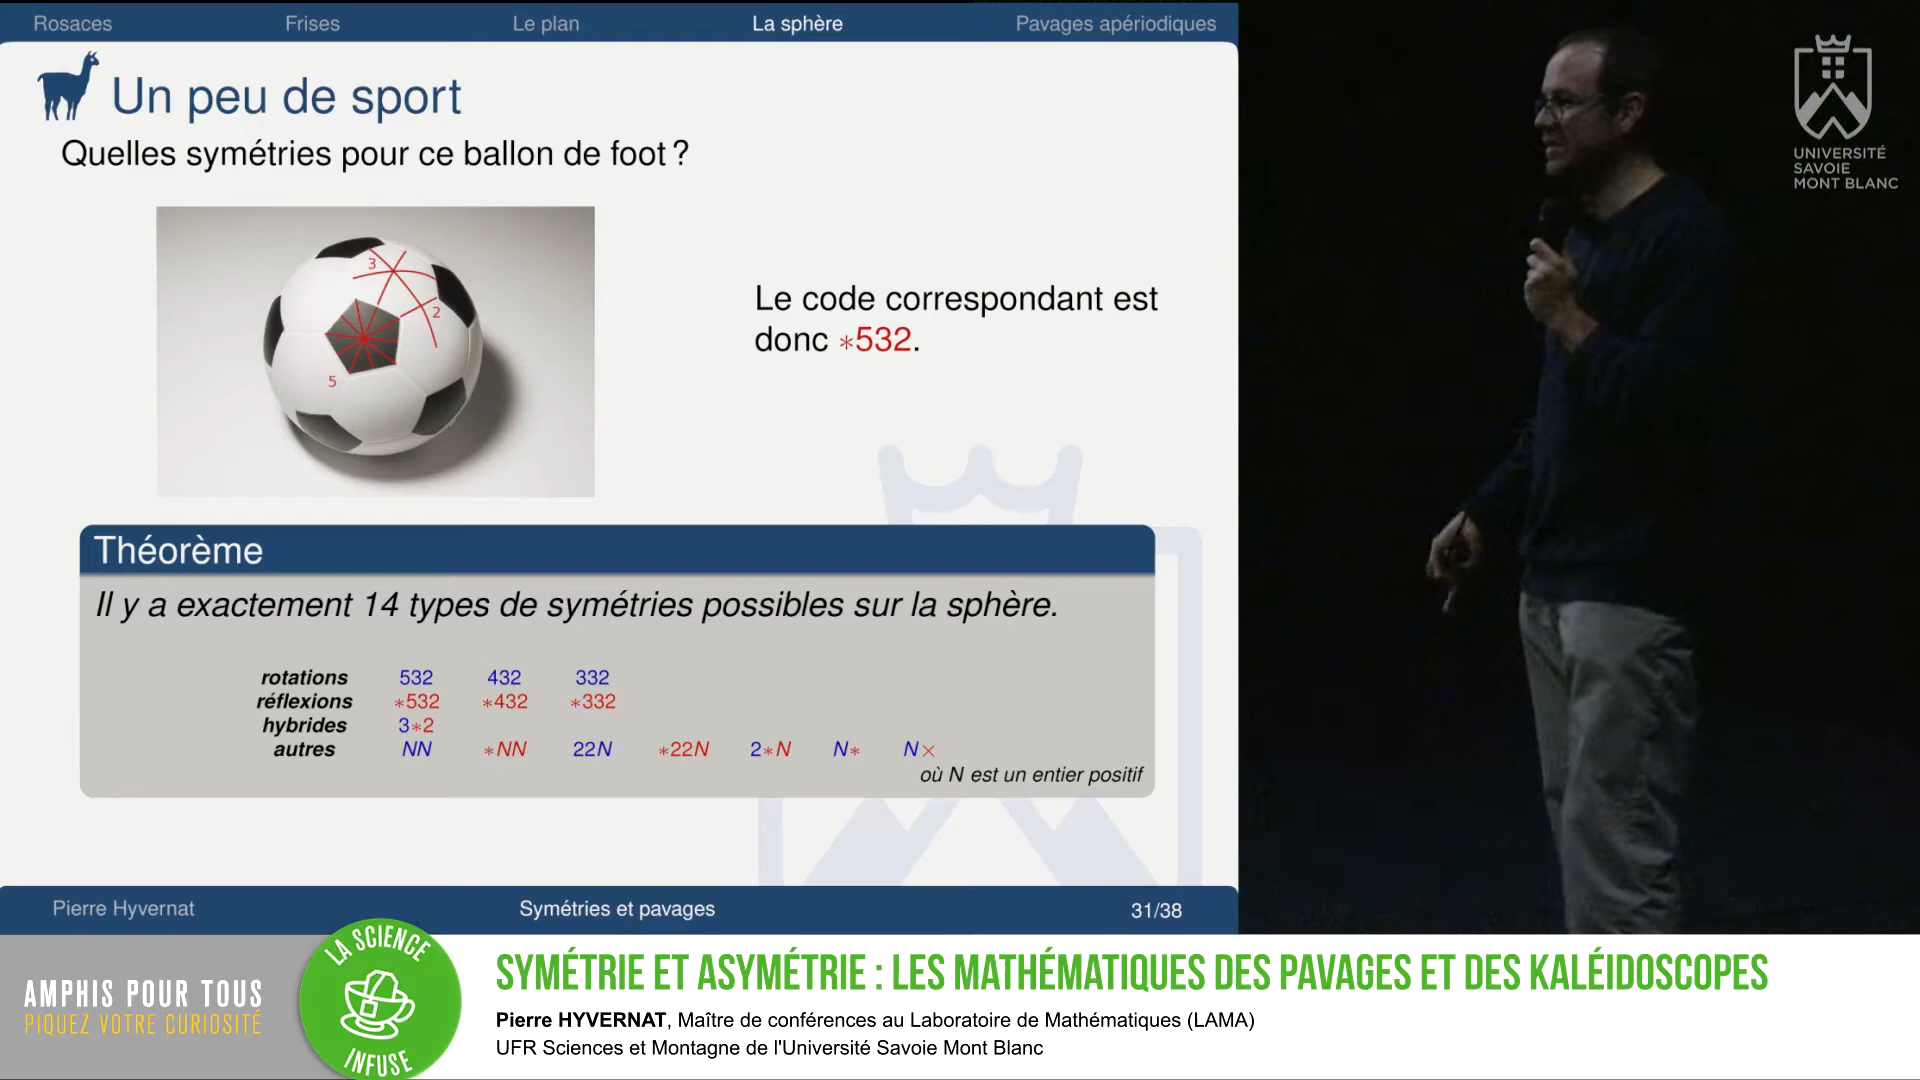 Rosaces Frises Le plan La sphère Pavages apériodiques
Un peu de sport
Quelles symétries pour ce ballon de foot ?
3
2
5
Le code correspondant est
donc *532.
Théorème
Il y a exactement 14 types de symétries possibles sur la sphère.
rotations 532 432 332
réflexions *532 *432 *332
hybrides 3*2
autres NN *NN 22N *22N 2*N N* N×
où N est un entier positif
Pierre Hyvernat Symétries et pavages 31/38
UNIVERSITÉ
SAVOIE
MONT BLANC
AMPHIS POUR TOUS
PIQUEZ VOTRE CURIOSITÉ
LA SCIENCE
INFUSE
SYMÉTRIE ET ASYMÉTRIE : LES MATHÉMATIQUES DES PAVAGES ET DES KALÉIDOSCOPES
Pierre HYVERNAT, Maître de conférences au Laboratoire de Mathématiques (LAMA)
UFR Sciences et Montagne de l'Université Savoie Mont Blanc